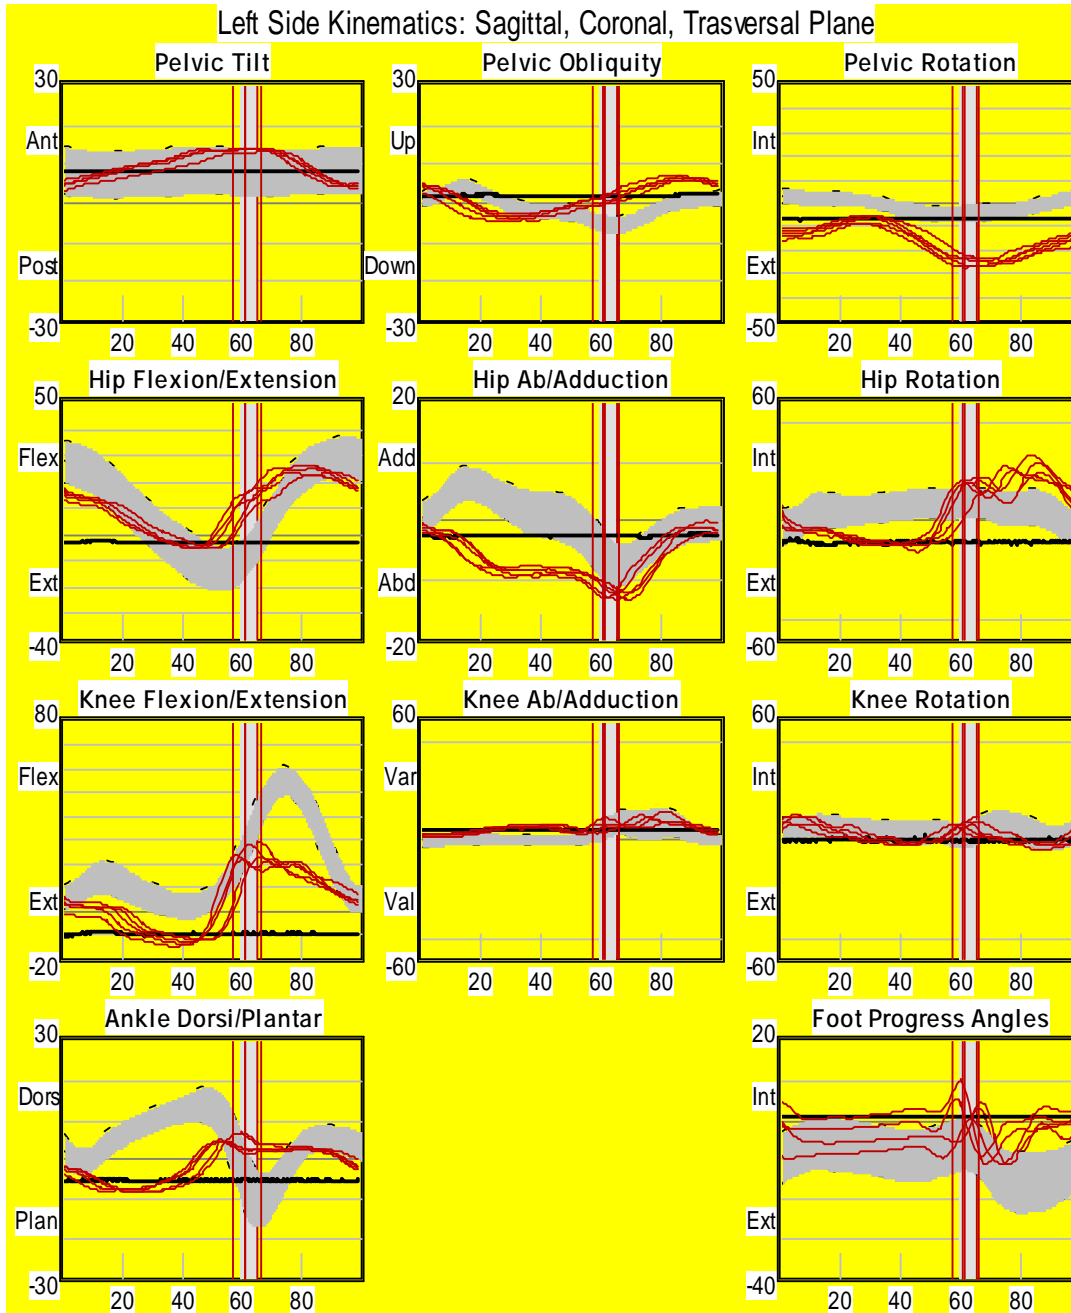 Left Side Kinematics: Sagittal, Coronal, Trasversal Plane
Pelvic Tilt
30
Ant
Post
-30
20 40 60 80
Pelvic Obliquity
30
Up
Down
-30
20 40 60 80
Pelvic Rotation
50
Int
Ext
-50
20 40 60 80
Hip Flexion/Extension
50
Flex
Ext
-40
20 40 60 80
Hip Ab/Adduction
20
Add
Abd
-20
20 40 60 80
Hip Rotation
60
Int
Ext
-60
20 40 60 80
Knee Flexion/Extension
80
Flex
Ext
-20
20 40 60 80
Knee Ab/Adduction
60
Var
Val
-60
20 40 60 80
Knee Rotation
60
Int
Ext
-60
20 40 60 80
Ankle Dorsi/Plantar
30
Dors
Plan
-30
20 40 60 80
Foot Progress Angles
20
Int
Ext
-40
20 40 60 80